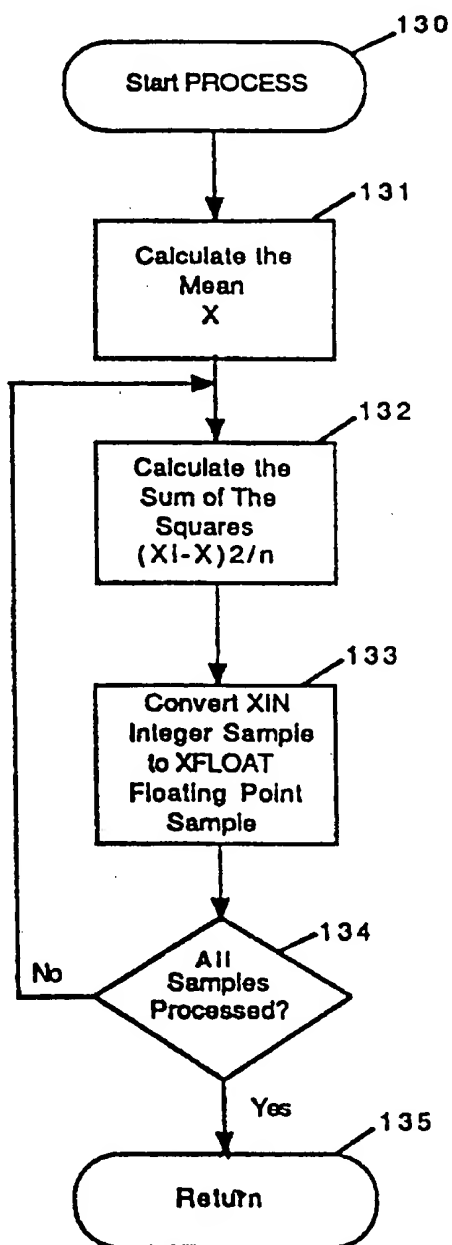 130
Start PROCESS
131
Calculate the
Mean
X
132
Calculate the
Sum of The
Squares
(Xi-X)2/n
133
Convert XIN
Integer Sample
to XFLOAT
Floating Point
Sample
134
All
Samples
Processed?
No
Yes
135
Return